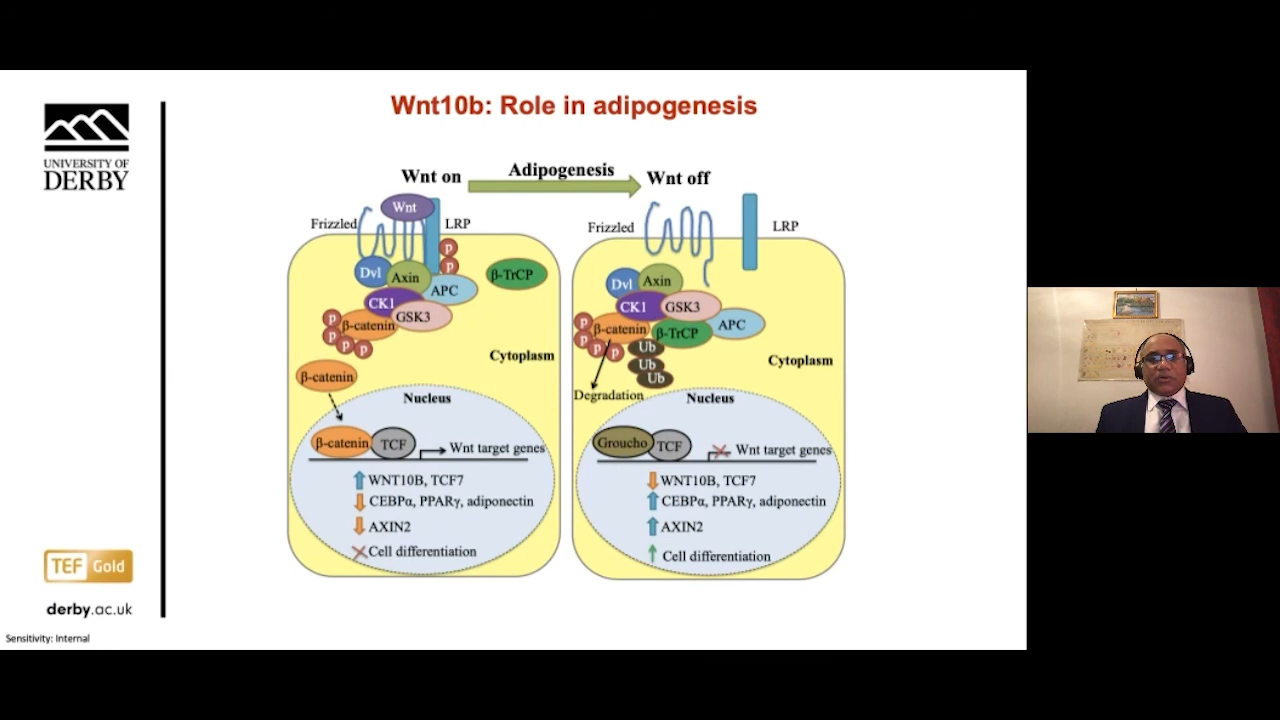 Wnt10b: Role in adipogenesis
UNIVERSITY OF
DERBY
Wnt on
Adipogenesis
Wnt off
Wnt
Frizzled
LRP
P
P
Dvl
Axin
β-TrCP
APC
CK1
GSK3
P
β-catenin
P
P
P
Cytoplasm
β-catenin
Nucleus
β-catenin
TCF
Wnt target genes
WNT10B, TCF7
CEBPα, PPARγ, adiponectin
AXIN2
Cell differentiation
Frizzled
LRP
Dvl
Axin
CK1
GSK3
P
β-catenin
β-TrCP
APC
P
P
P
Ub
Ub
Ub
Cytoplasm
Degradation
Nucleus
Groucho
TCF
Wnt target genes
WNT10B, TCF7
CEBPα, PPARγ, adiponectin
AXIN2
Cell differentiation
TEF Gold
derby.ac.uk
Sensitivity: Internal